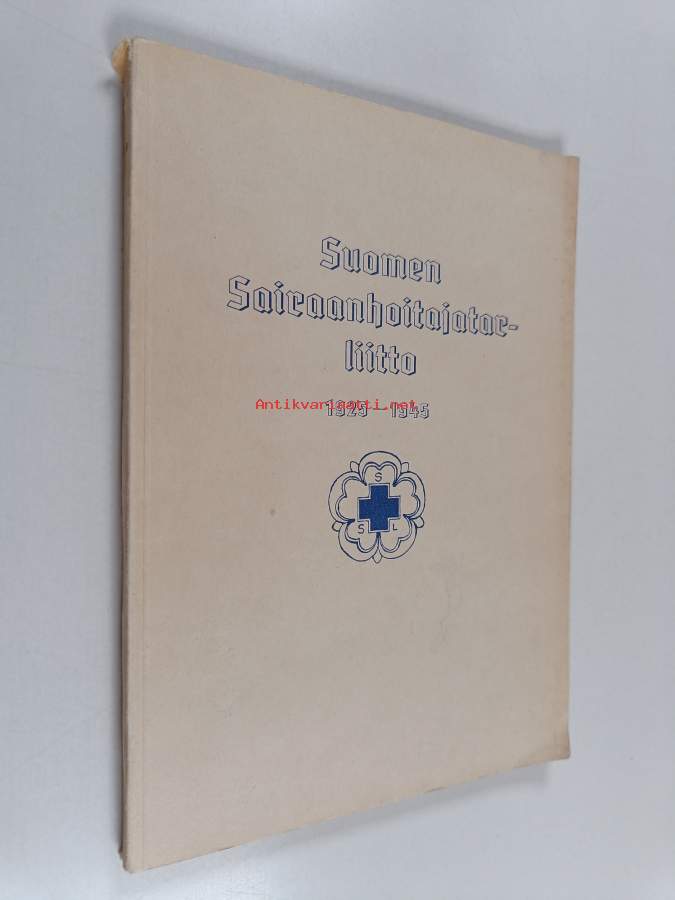 Suomen
Sairaanhoitajatar-
liitto
Antikvariaatti.net
1925—1945
S
S L